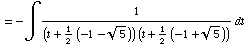 = -∫ 1/((t + 1/2 (-1 - √5)) (t + 1/2 (-1 + √5))) dt